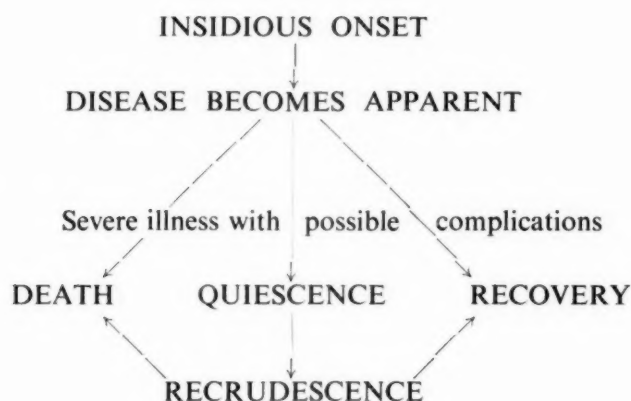 INSIDIOUS ONSET
DISEASE BECOMES APPARENT
Severe illness with possible complications
DEATH QUIESCENCE RECOVERY
RECRUDESCENCE